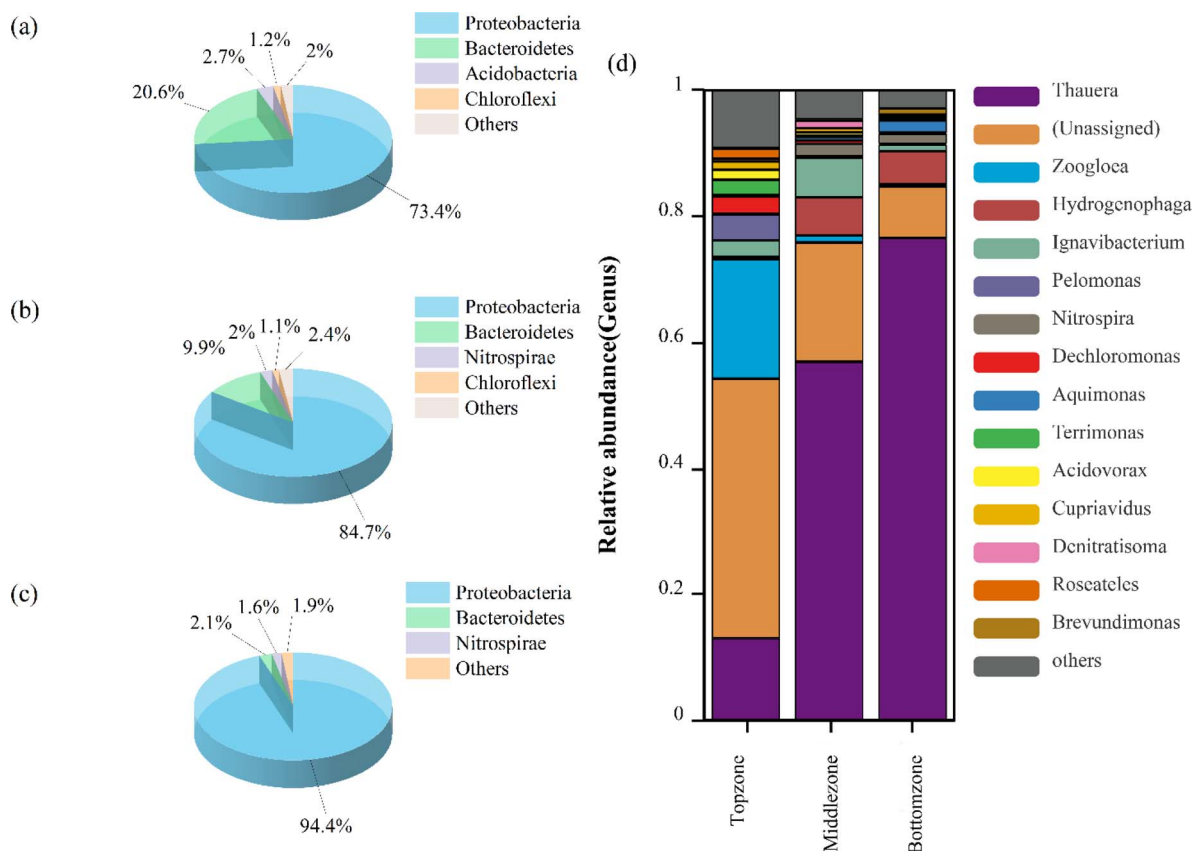 (a)
1.2%
2.7%
2%
20.6%
73.4%
Proteobacteria
Bacteroidetes
Acidobacteria
Chloroflexi
Others
(b)
1.1%
2%
2.4%
9.9%
84.7%
Proteobacteria
Bacteroidetes
Nitrospirae
Chloroflexi
Others
(c)
1.6%
1.9%
2.1%
94.4%
Proteobacteria
Bacteroidetes
Nitrospirae
Others
(d)
Relative abundance(Genus)
1
0.8
0.6
0.4
0.2
0
Topzone
Middlezone
Bottomzone
Thauera
(Unassigned)
Zoogloea
Hydrogenophaga
Ignavibacterium
Pelomonas
Nitrospira
Dechloromonas
Aquimonas
Terrimonas
Acidovorax
Cupriavidus
Denitratisoma
Roseateles
Brevundimonas
others